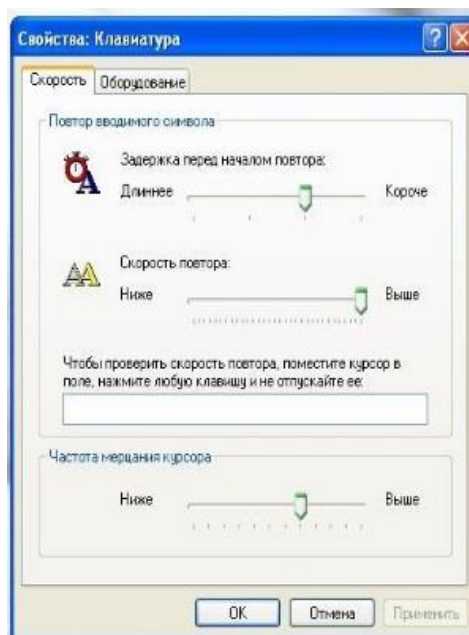 Свойства: Клавиатура
Скорость Оборудование
Повтор вводимого символа
Задержка перед началом повтора:
Длиннее Короче
Скорость повтора:
Ниже Выше
Чтобы проверить скорость повтора, поместите курсор в
поле, нажмите любую клавишу и не отпускайте ее:
Частота мерцания курсора
Ниже Выше
OK Отмена Применить